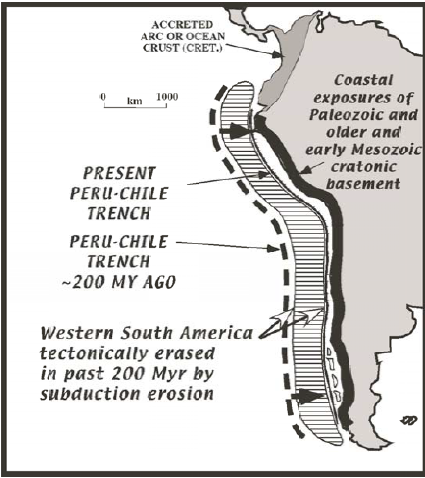 ACCRETED
ARC OR OCEAN
CRUST (CRET.)
0 km 1000
Coastal
exposures of
Paleozoic and
older and
early Mesozoic
cratonic
basement
PRESENT
PERU-CHILE
TRENCH
PERU-CHILE
TRENCH
~200 MY AGO
Western South America
tectonically erased
in past 200 Myr by
subduction erosion